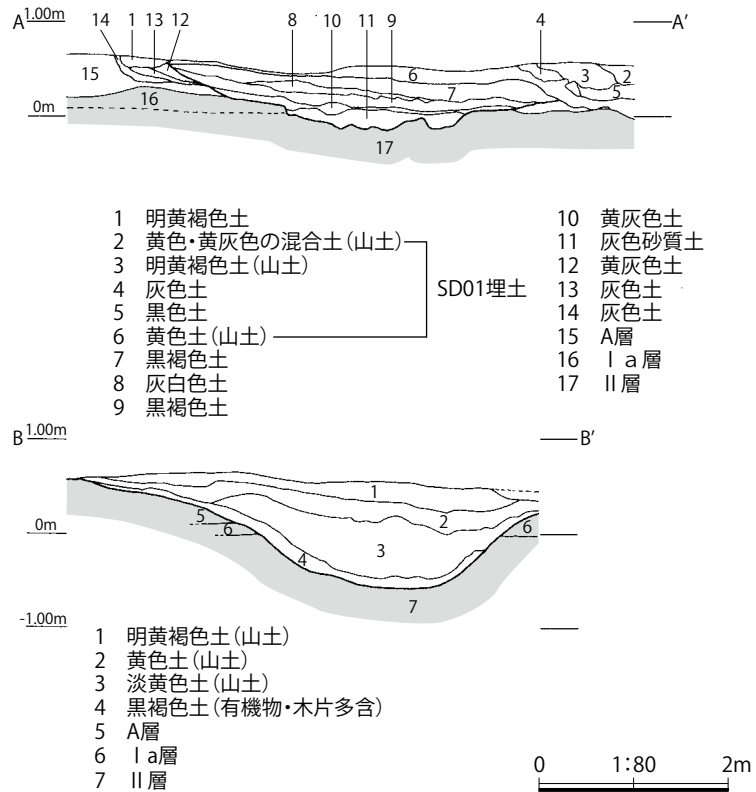 A 1.00m 14 1 13 12 8 10 11 9 4 A′
15 6 3 2
16 7 5
0m
17
1 明黄褐色土
2 黄色・黄灰色の混合土(山土)
3 明黄褐色土(山土)
4 灰色土
5 黒色土
6 黄色土(山土)
7 黒褐色土
8 灰白色土
9 黒褐色土
SD01埋土
10 黄灰色土
11 灰色砂質土
12 黄灰色土
13 灰色土
14 灰色土
15 A層
16 Ⅰa層
17 Ⅱ層
B 1.00m B′
1
5 2
0m 6 3 6
4
7
-1.00m
1 明黄褐色土(山土)
2 黄色土(山土)
3 淡黄色土(山土)
4 黒褐色土(有機物・木片多含)
5 A層
6 Ⅰa層
7 Ⅱ層
0 1:80 2m